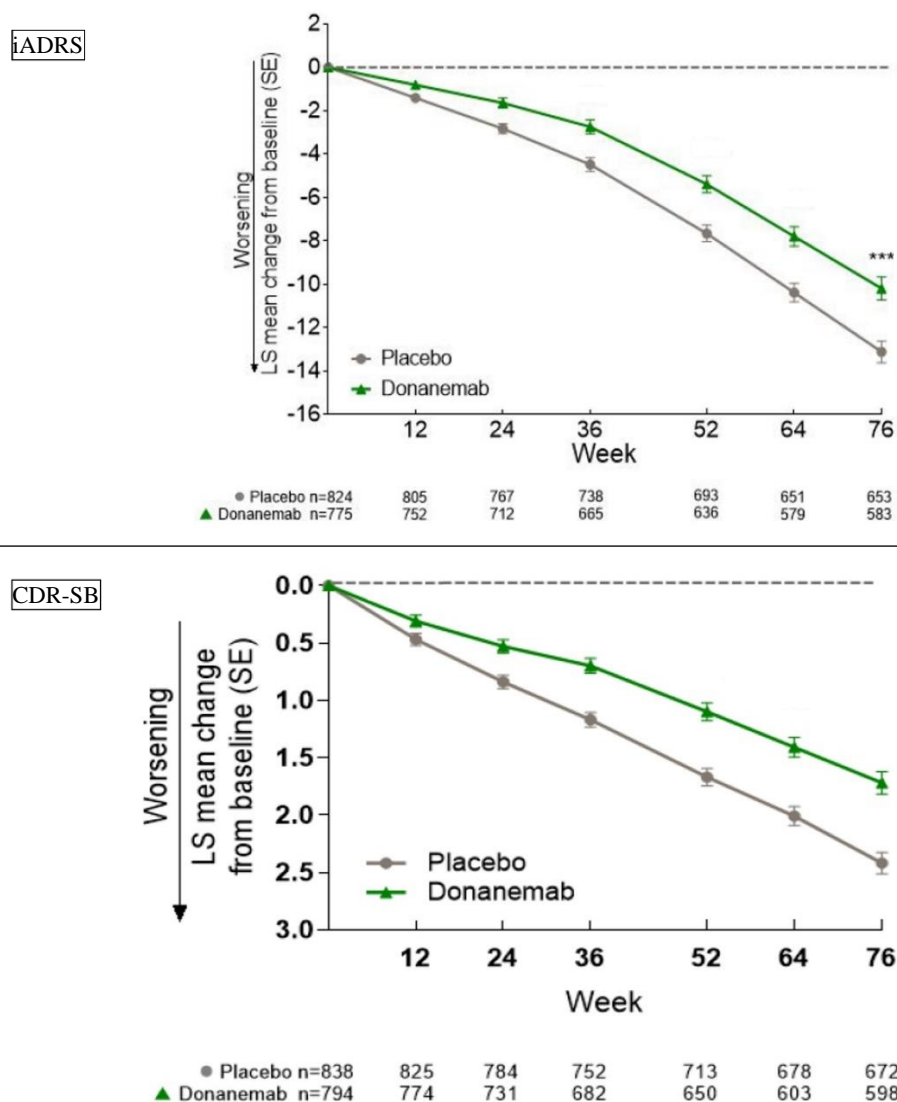 iADRS
Worsening
LS mean change from baseline (SE)
2
0
-2
-4
-6
-8
-10
-12
-14
-16
***
Placebo
Donanemab
12 24 36 52 64 76
Week
Placebo n=824 805 767 738 693 651 653
Donanemab n=775 752 712 665 636 579 583
CDR-SB
Worsening
LS mean change
from baseline (SE)
0.0
0.5
1.0
1.5
2.0
2.5
3.0
Placebo
Donanemab
12 24 36 52 64 76
Week
Placebo n=838 825 784 752 713 678 672
Donanemab n=794 774 731 682 650 603 598